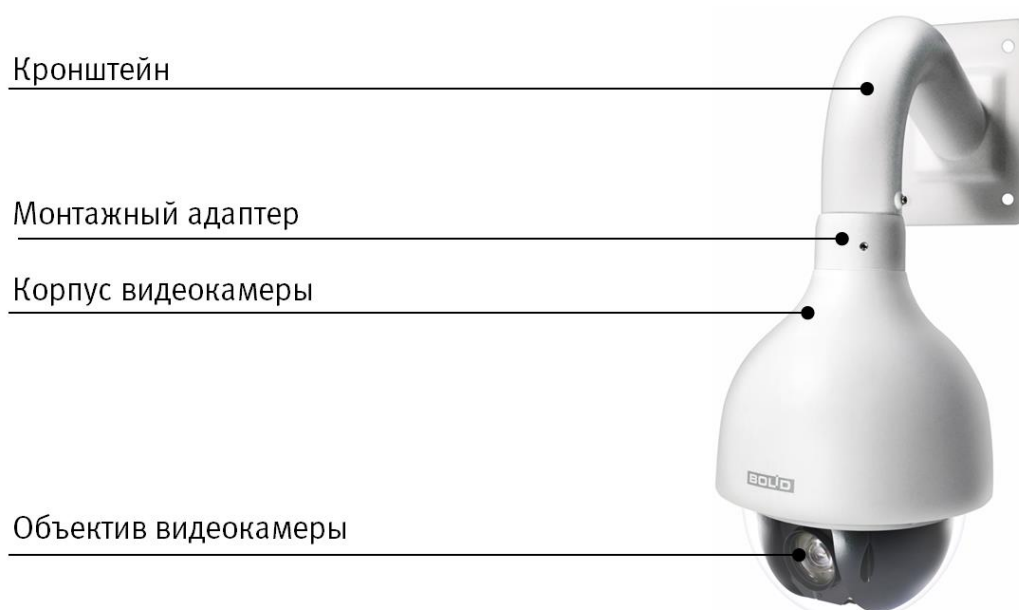 Кронштейн
Монтажный адаптер
Корпус видеокамеры
BOLID
Объектив видеокамеры